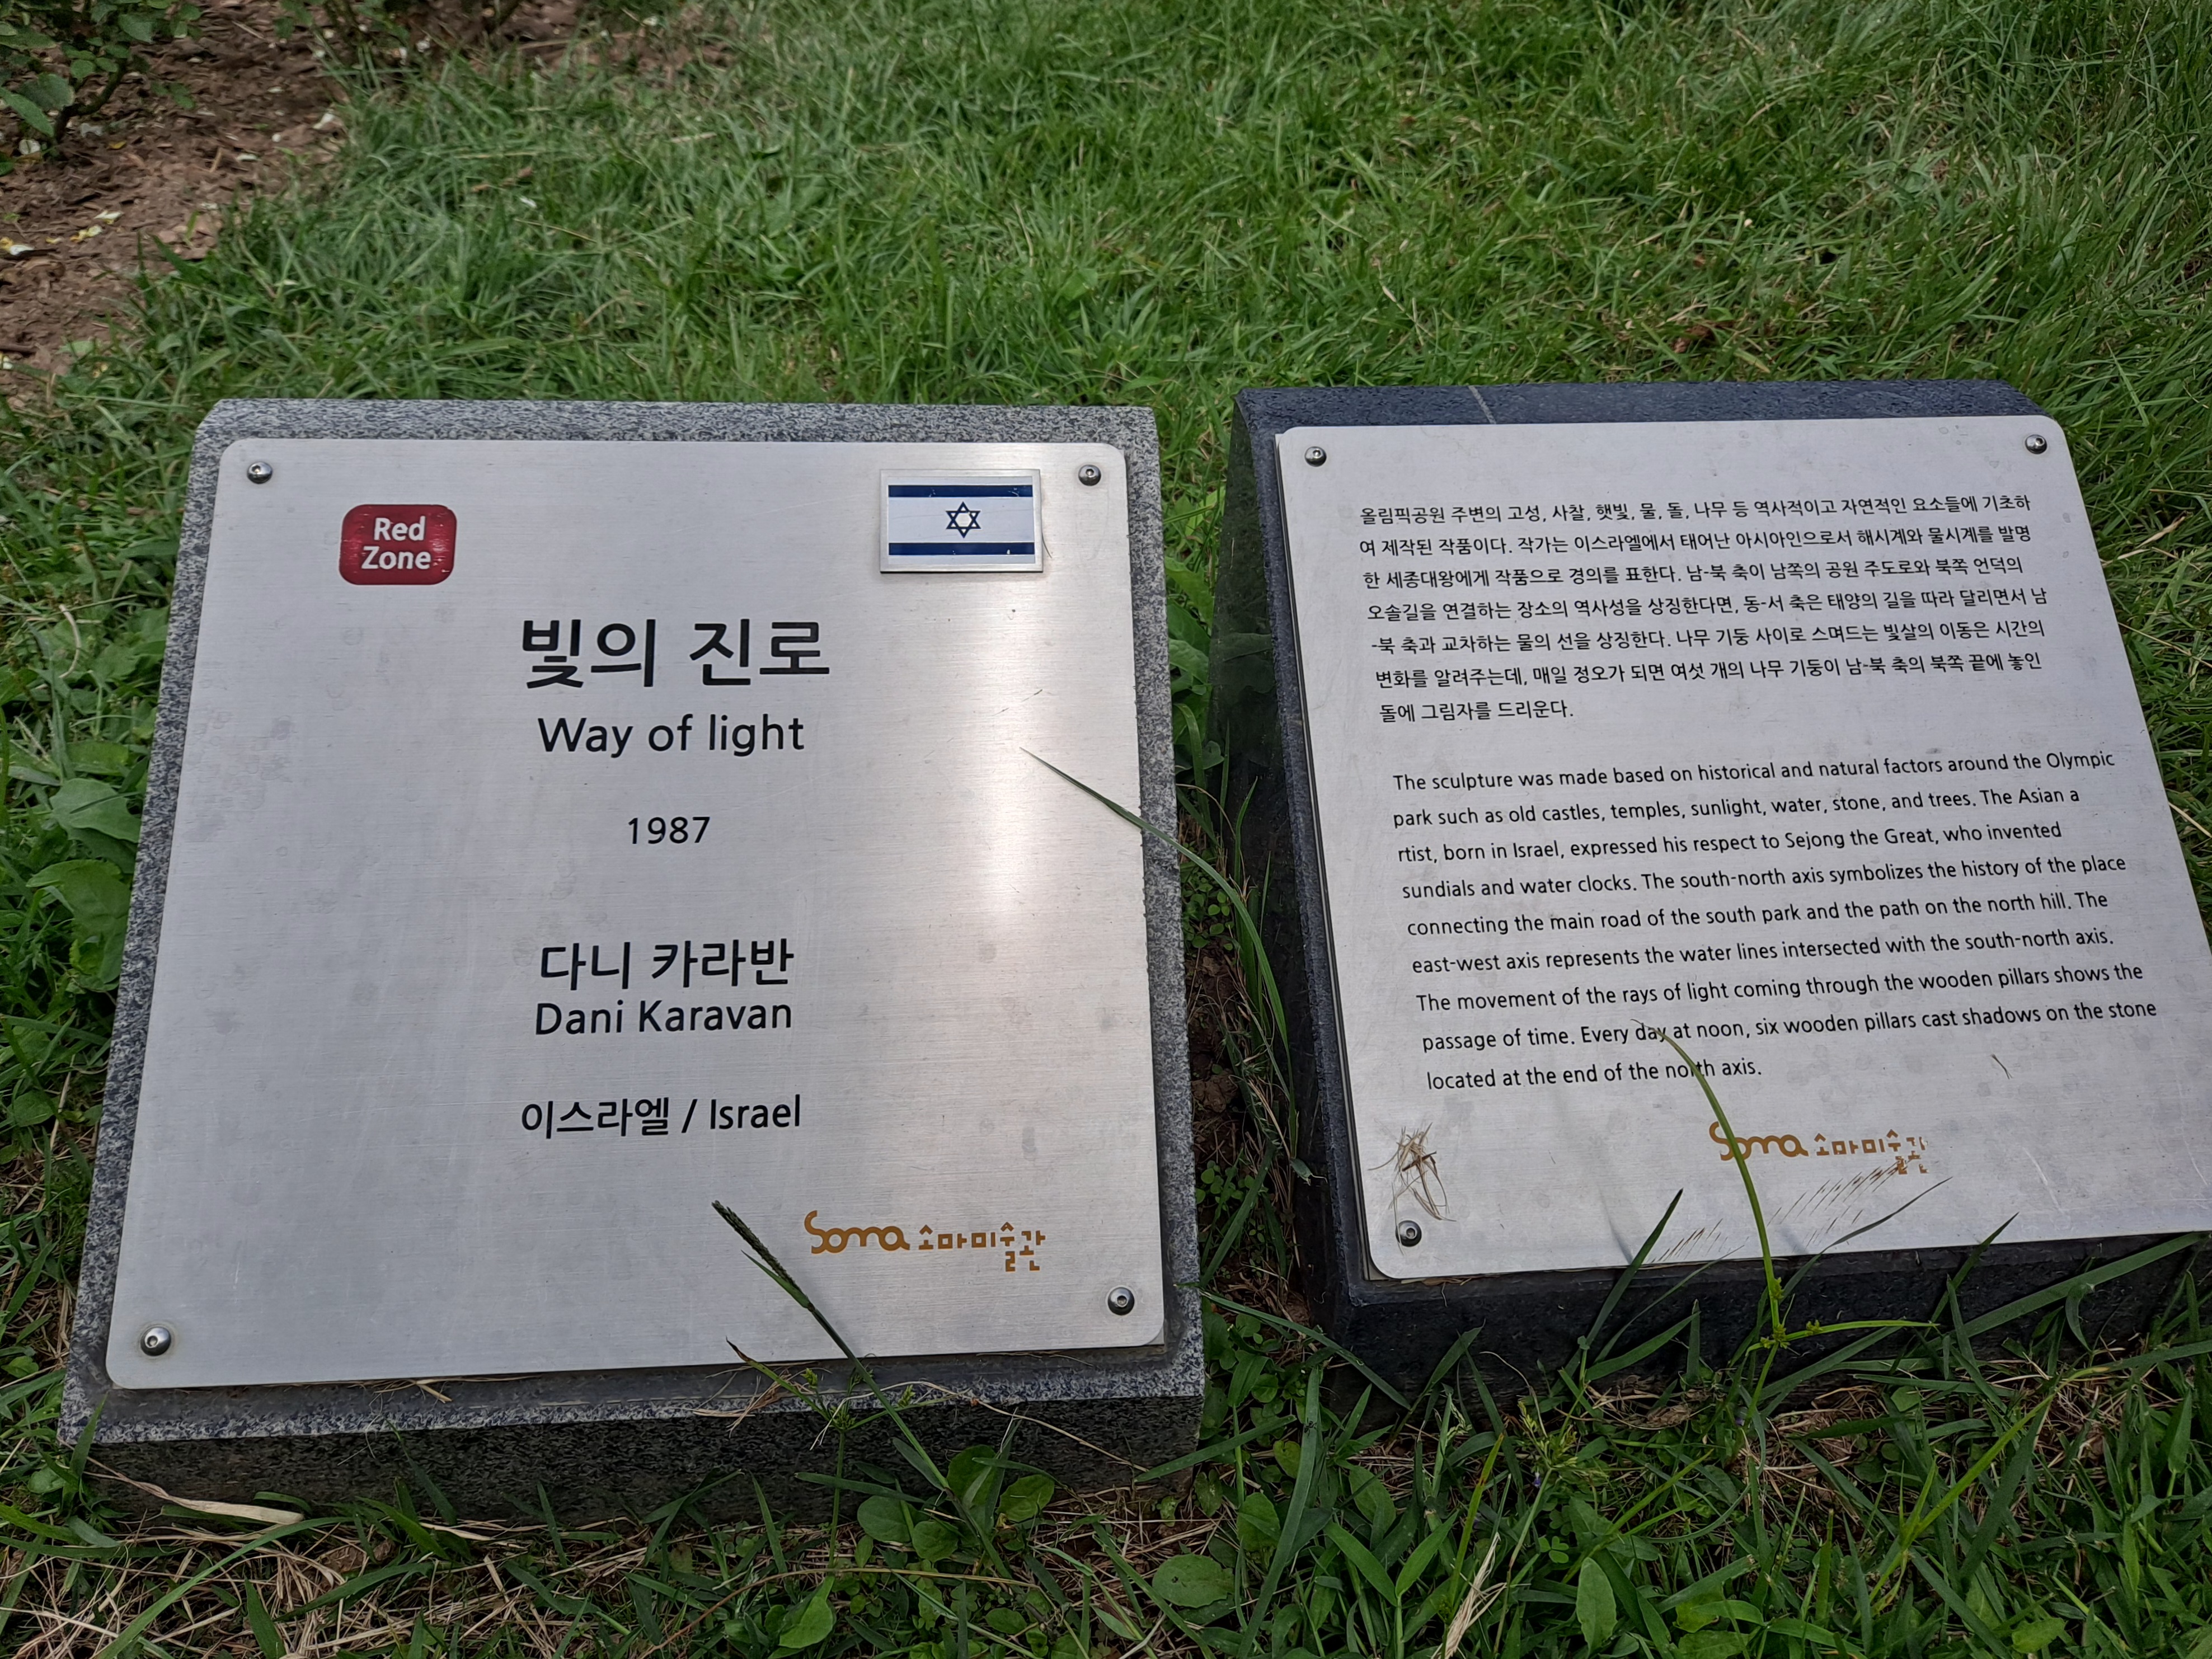 Red
Zone
빛의 진로
Way of light
1987
다니 카라반
Dani Karavan
이스라엘 / Israel
Soma 소마미술관
올림픽공원 주변의 고성, 사찰, 햇빛, 물, 돌, 나무 등 역사적이고 자연적인 요소들에 기초하
여 제작된 작품이다. 작가는 이스라엘에서 태어난 아시아인으로서 해시계와 물시계를 발명
한 세종대왕에게 작품으로 경의를 표한다. 남-북 축이 남쪽의 공원 주도로와 북쪽 언덕의
오솔길을 연결하는 장소의 역사성을 상징한다면, 동-서 축은 태양의 길을 따라 달리면서 남
-북 축과 교차하는 물의 선을 상징한다. 나무 기둥 사이로 스며드는 빛살의 이동은 시간의
변화를 알려주는데, 매일 정오가 되면 여섯 개의 나무 기둥이 남-북 축의 북쪽 끝에 놓인
돌에 그림자를 드리운다.
The sculpture was made based on historical and natural factors around the Olympic
park such as old castles, temples, sunlight, water, stone, and trees. The Asian a
rtist, born in Israel, expressed his respect to Sejong the Great, who invented
sundials and water clocks. The south-north axis symbolizes the history of the place
connecting the main road of the south park and the path on the north hill. The
east-west axis represents the water lines intersected with the south-north axis.
The movement of the rays of light coming through the wooden pillars shows the
passage of time. Every day at noon, six wooden pillars cast shadows on the stone
located at the end of the north axis.
Soma 소마미술관